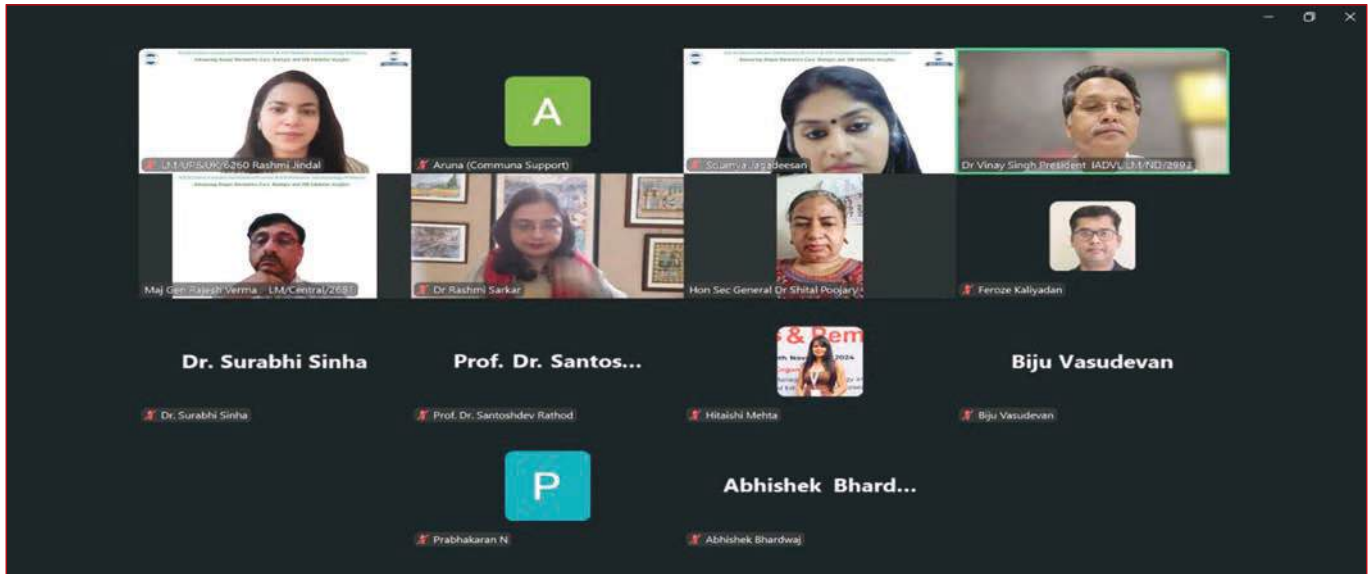 LM/UP&UK/6260 Rashmi Jindal
A
Aruna (Communa Support)
Soumya Jagadeesan
Dr Vinay Singh President IADVL LM/ND/2992
Maj Gen Rajesh Verma LM/Central/2681
Dr Rashmi Sarkar
Hon Sec General Dr Shital Poojary
Feroze Kaliyadan
Dr. Surabhi Sinha
Prof. Dr. Santos...
s & Rem
2024
Biju Vasudevan
Dr. Surabhi Sinha
Prof. Dr. Santoshdev Rathod
Hitaishi Mehta
Biju Vasudevan
P
Abhishek Bhard...
Prabhakaran N
Abhishek Bhardwaj